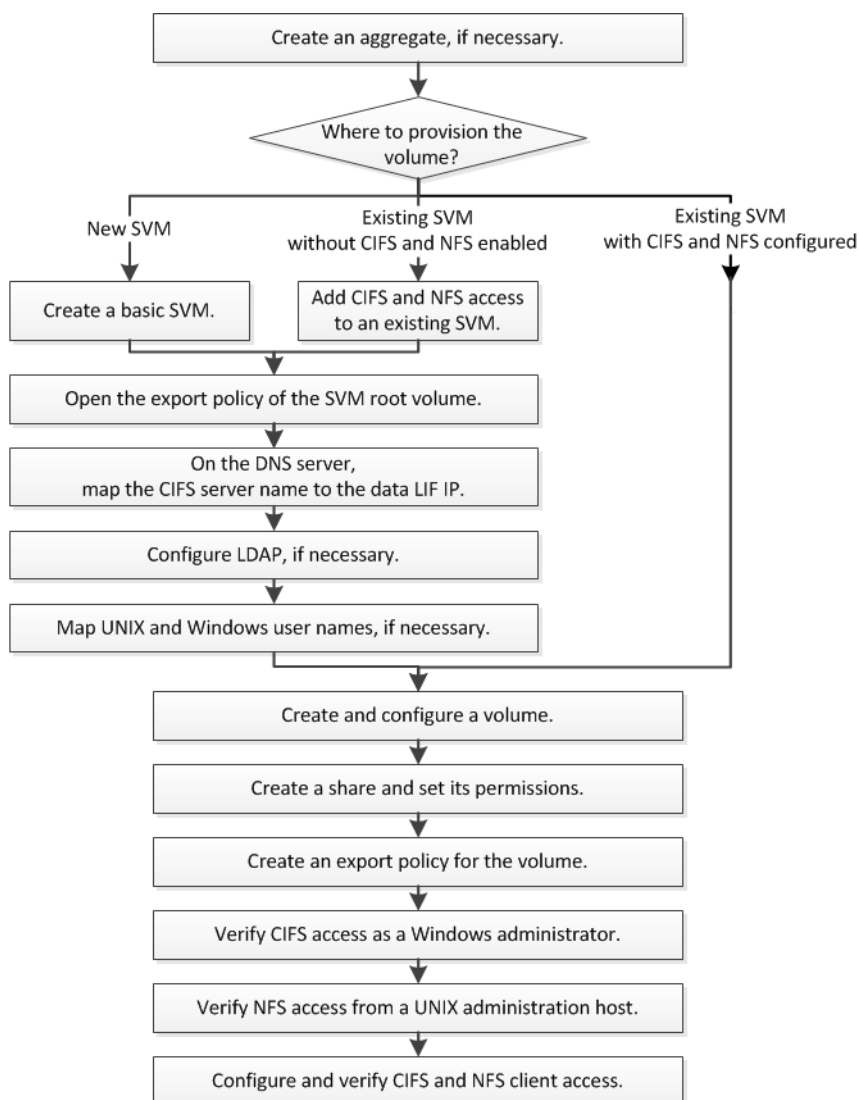 Create an aggregate, if necessary.
Where to provision the
volume?
New SVM
Existing SVM
without CIFS and NFS enabled
Existing SVM
with CIFS and NFS configured
Create a basic SVM.
Add CIFS and NFS access
to an existing SVM.
Open the export policy of the SVM root volume.
On the DNS server,
map the CIFS server name to the data LIF IP.
Configure LDAP, if necessary.
Map UNIX and Windows user names, if necessary.
Create and configure a volume.
Create a share and set its permissions.
Create an export policy for the volume.
Verify CIFS access as a Windows administrator.
Verify NFS access from a UNIX administration host.
Configure and verify CIFS and NFS client access.